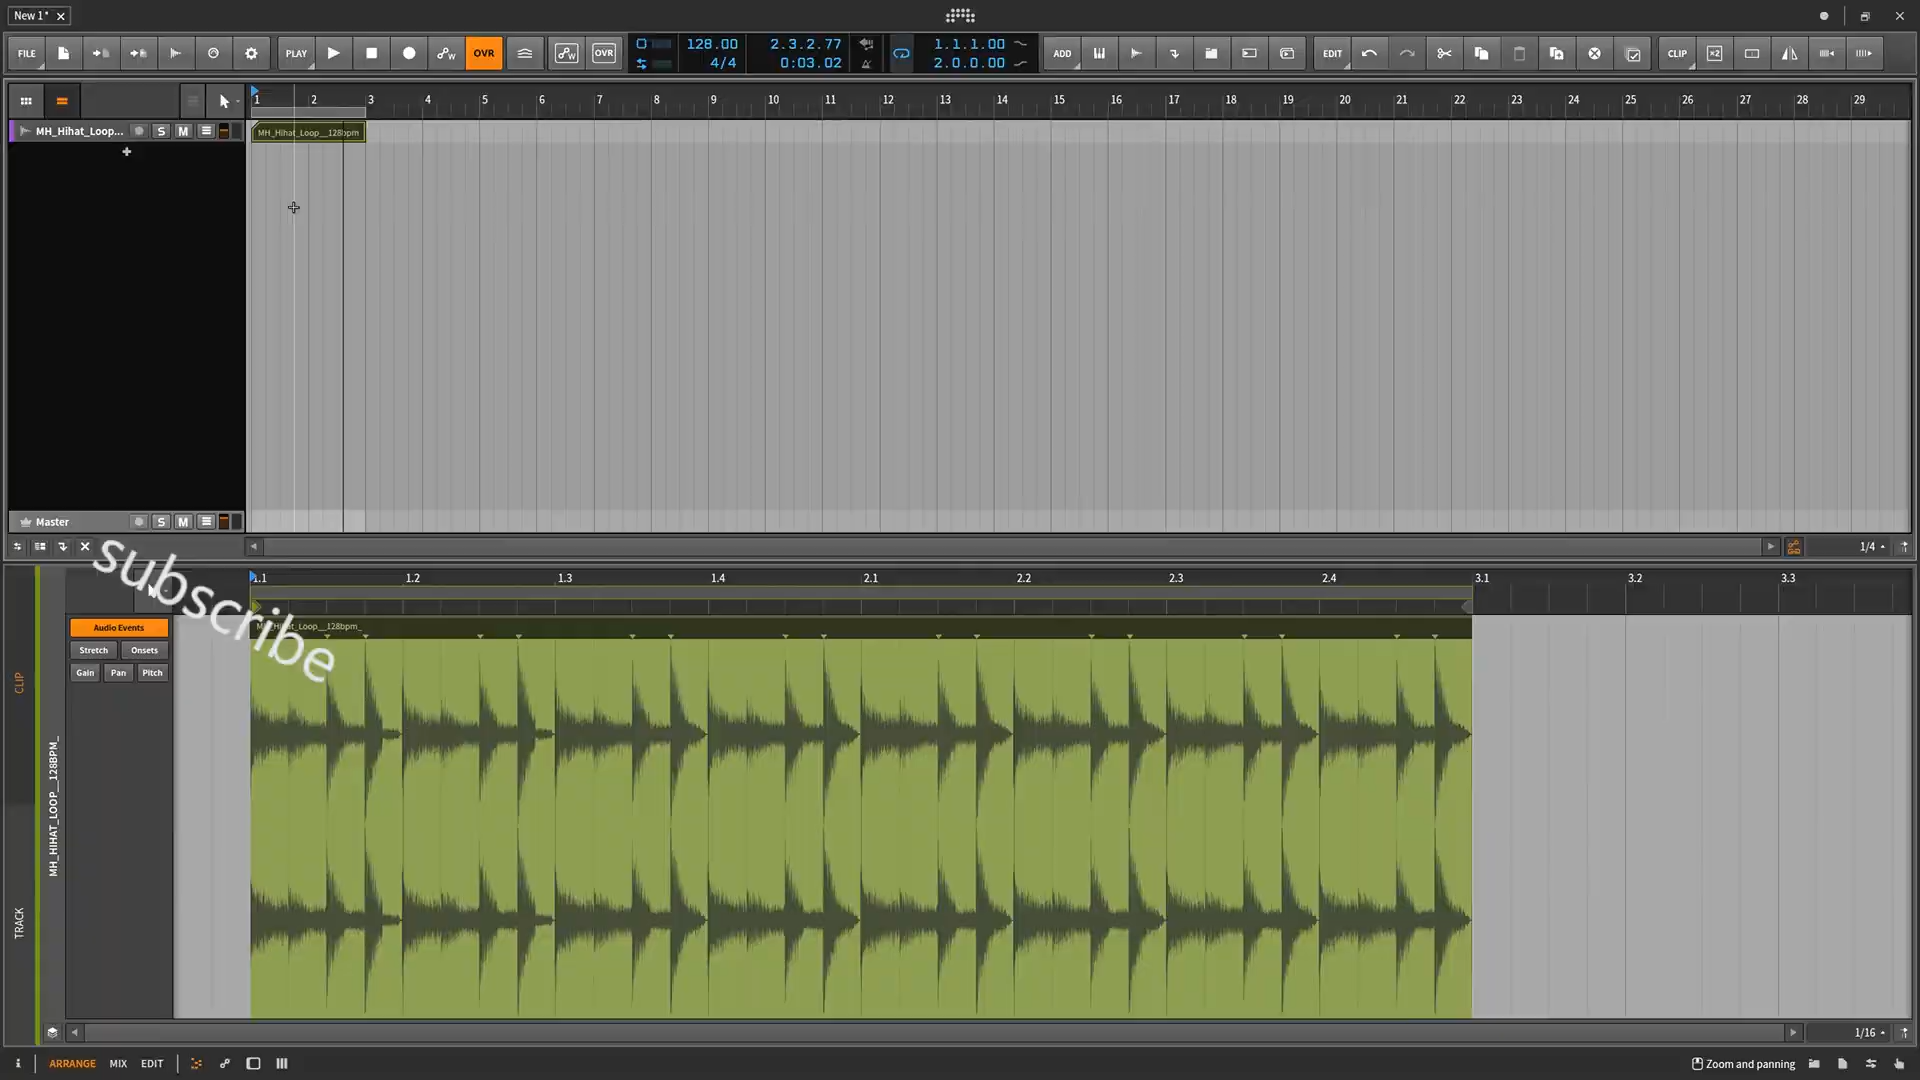 New 1*
FILE
PLAY
OVR
OVR
128.00
4/4
2.3.2.77
0:03.02
1.1.1.00
2.0.0.00
ADD
EDIT
CLIP
1 2 3 4 5 6 7 8 9 10 11 12 13 14 15 16 17 18 19 20 21 22 23 24 25 26 27 28 29
MH_Hihat_Loop... S M
MH_Hihat_Loop__128bpm
Master S M
1/4
subscribe
1.1 1.2 1.3 1.4 2.1 2.2 2.3 2.4 3.1 3.2 3.3
MH_Hihat_Loop__128bpm_
Audio Events
Stretch Onsets
Gain Pan Pitch
CLIP
TRACK
MH_HIHAT_LOOP__128BPM_
1/16
ARRANGE MIX EDIT
Zoom and panning